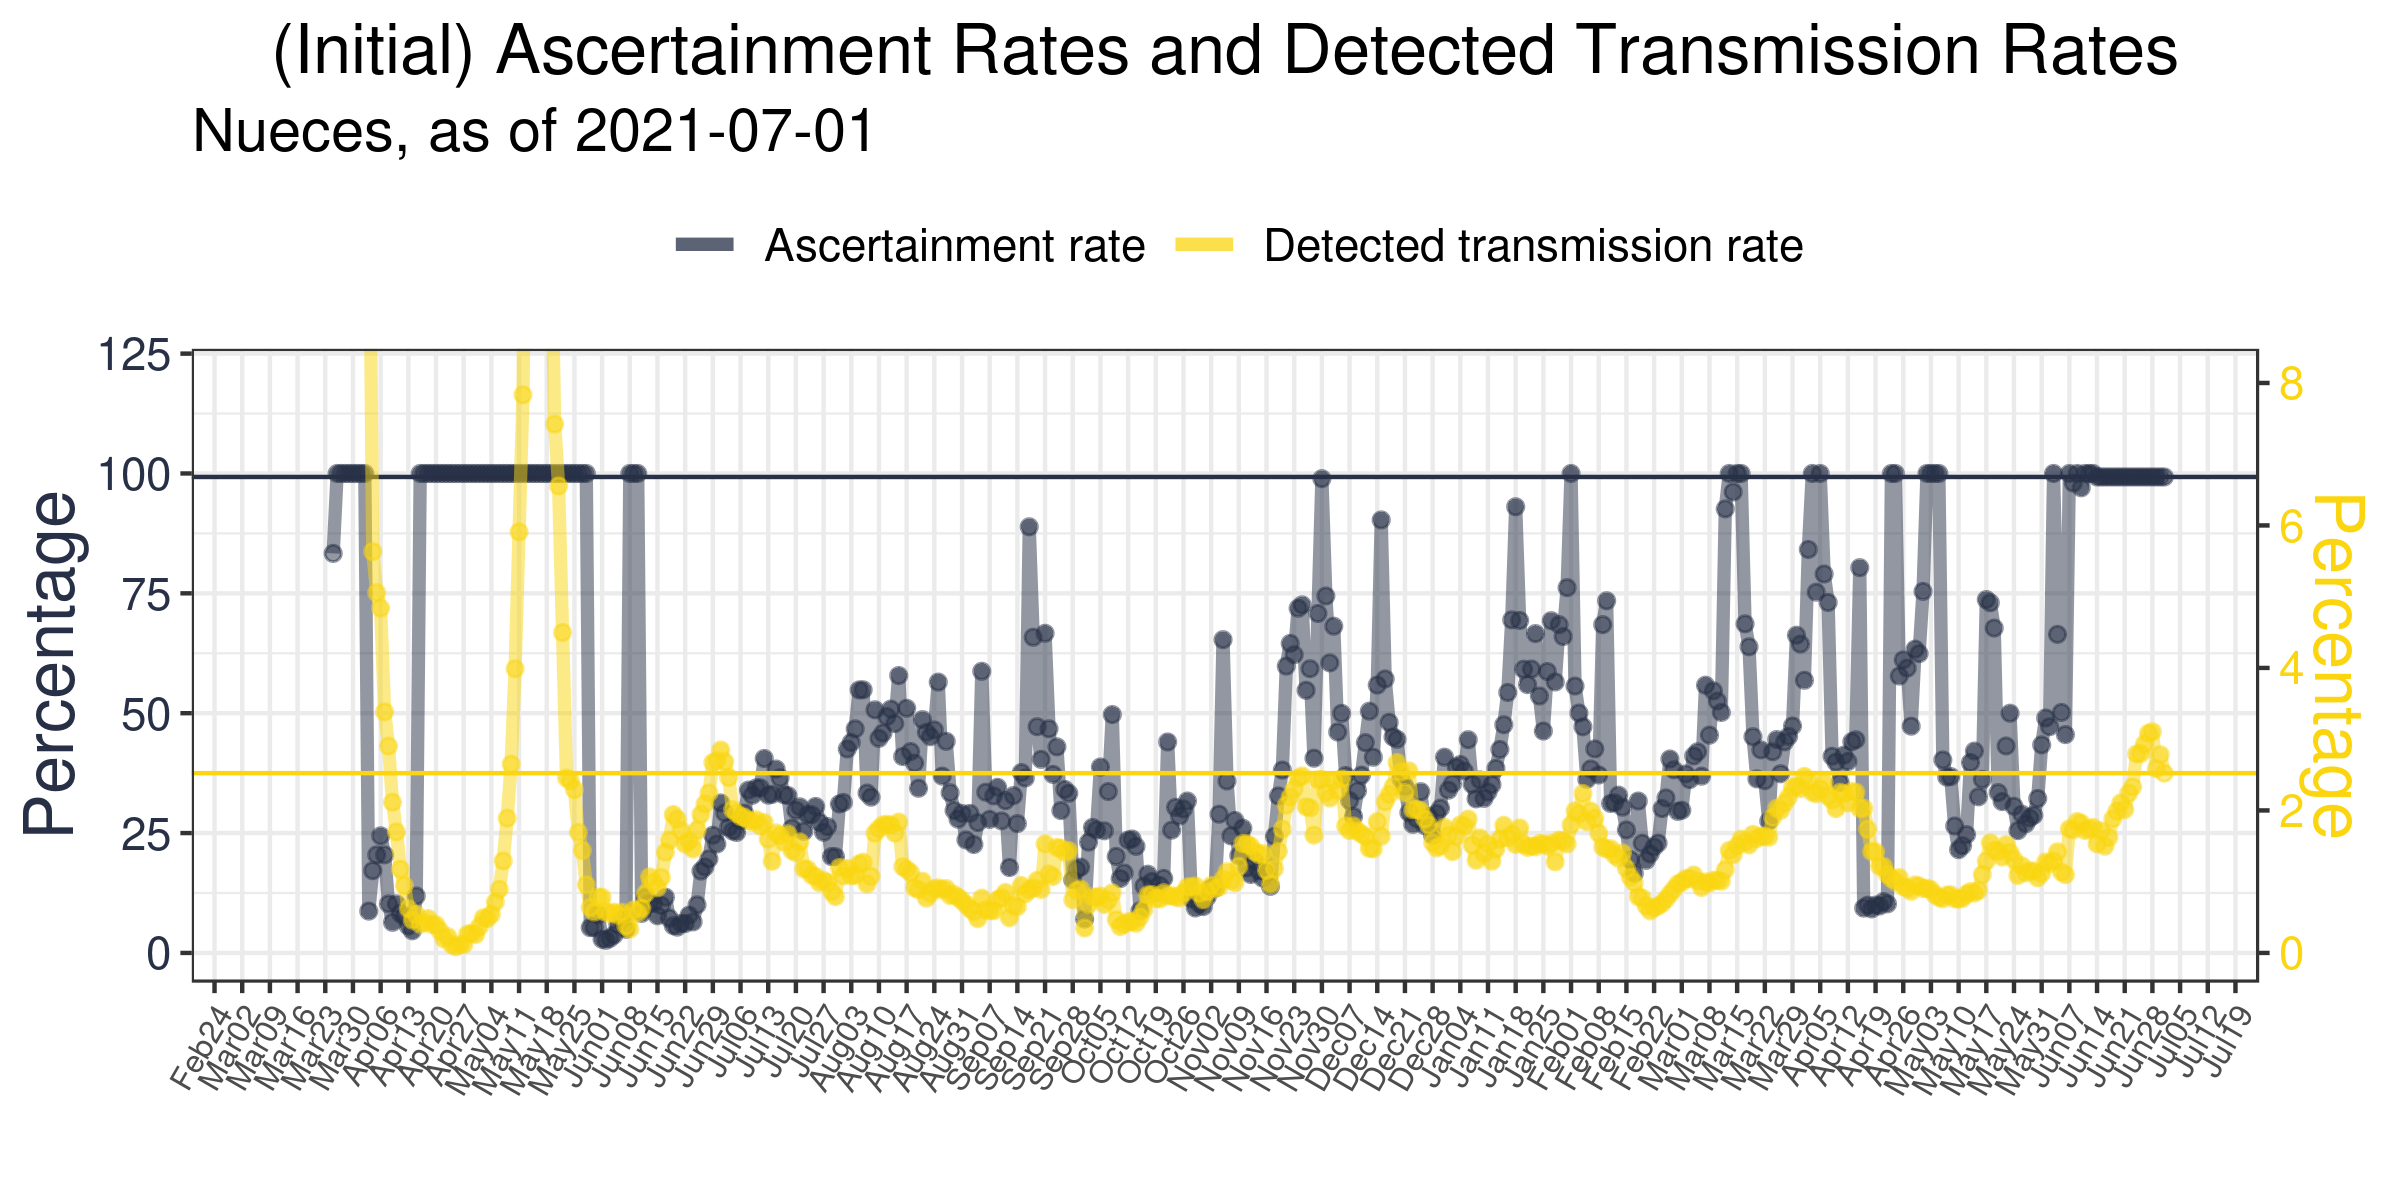 (Initial) Ascertainment Rates and Detected Transmission Rates
Nueces, as of 2021-07-01
Ascertainment rate
Detected transmission rate
Percentage
125
100
75
50
25
0
8
6
4
2
0
Percentage
Feb24
Mar02
Mar09
Mar16
Mar23
Mar30
Apr06
Apr13
Apr20
Apr27
May04
May11
May18
May25
Jun01
Jun08
Jun15
Jun22
Jun29
Jul06
Jul13
Jul20
Jul27
Aug03
Aug10
Aug17
Aug24
Aug31
Sep07
Sep14
Sep21
Sep28
Oct05
Oct12
Oct19
Oct26
Nov02
Nov09
Nov16
Nov23
Nov30
Dec07
Dec14
Dec21
Dec28
Jan04
Jan11
Jan18
Jan25
Feb01
Feb08
Feb15
Feb22
Mar01
Mar08
Mar15
Mar22
Mar29
Apr05
Apr12
Apr19
Apr26
May03
May10
May17
May24
May31
Jun07
Jun14
Jun21
Jun28
Jul05
Jul12
Jul19